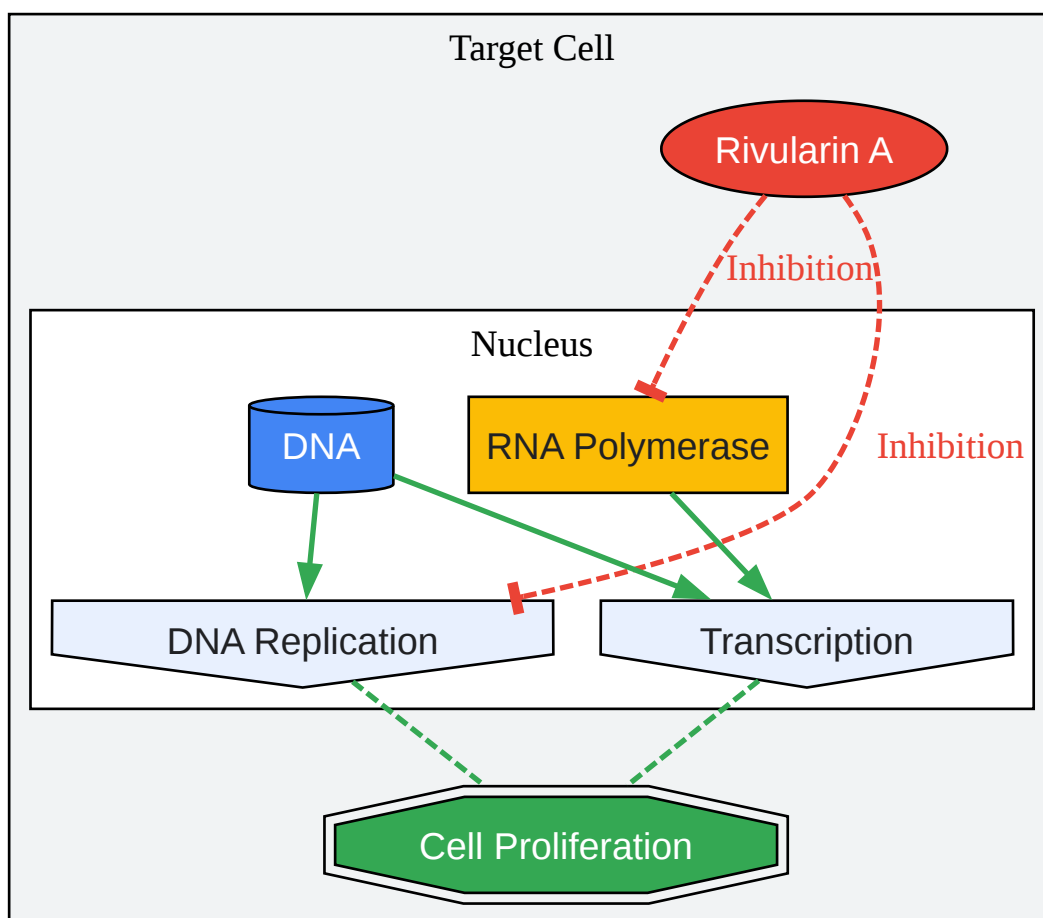 Target Cell
Rivularin A
Inhibition
Nucleus
DNA
RNA Polymerase
Inhibition
DNA Replication
Transcription
Cell Proliferation